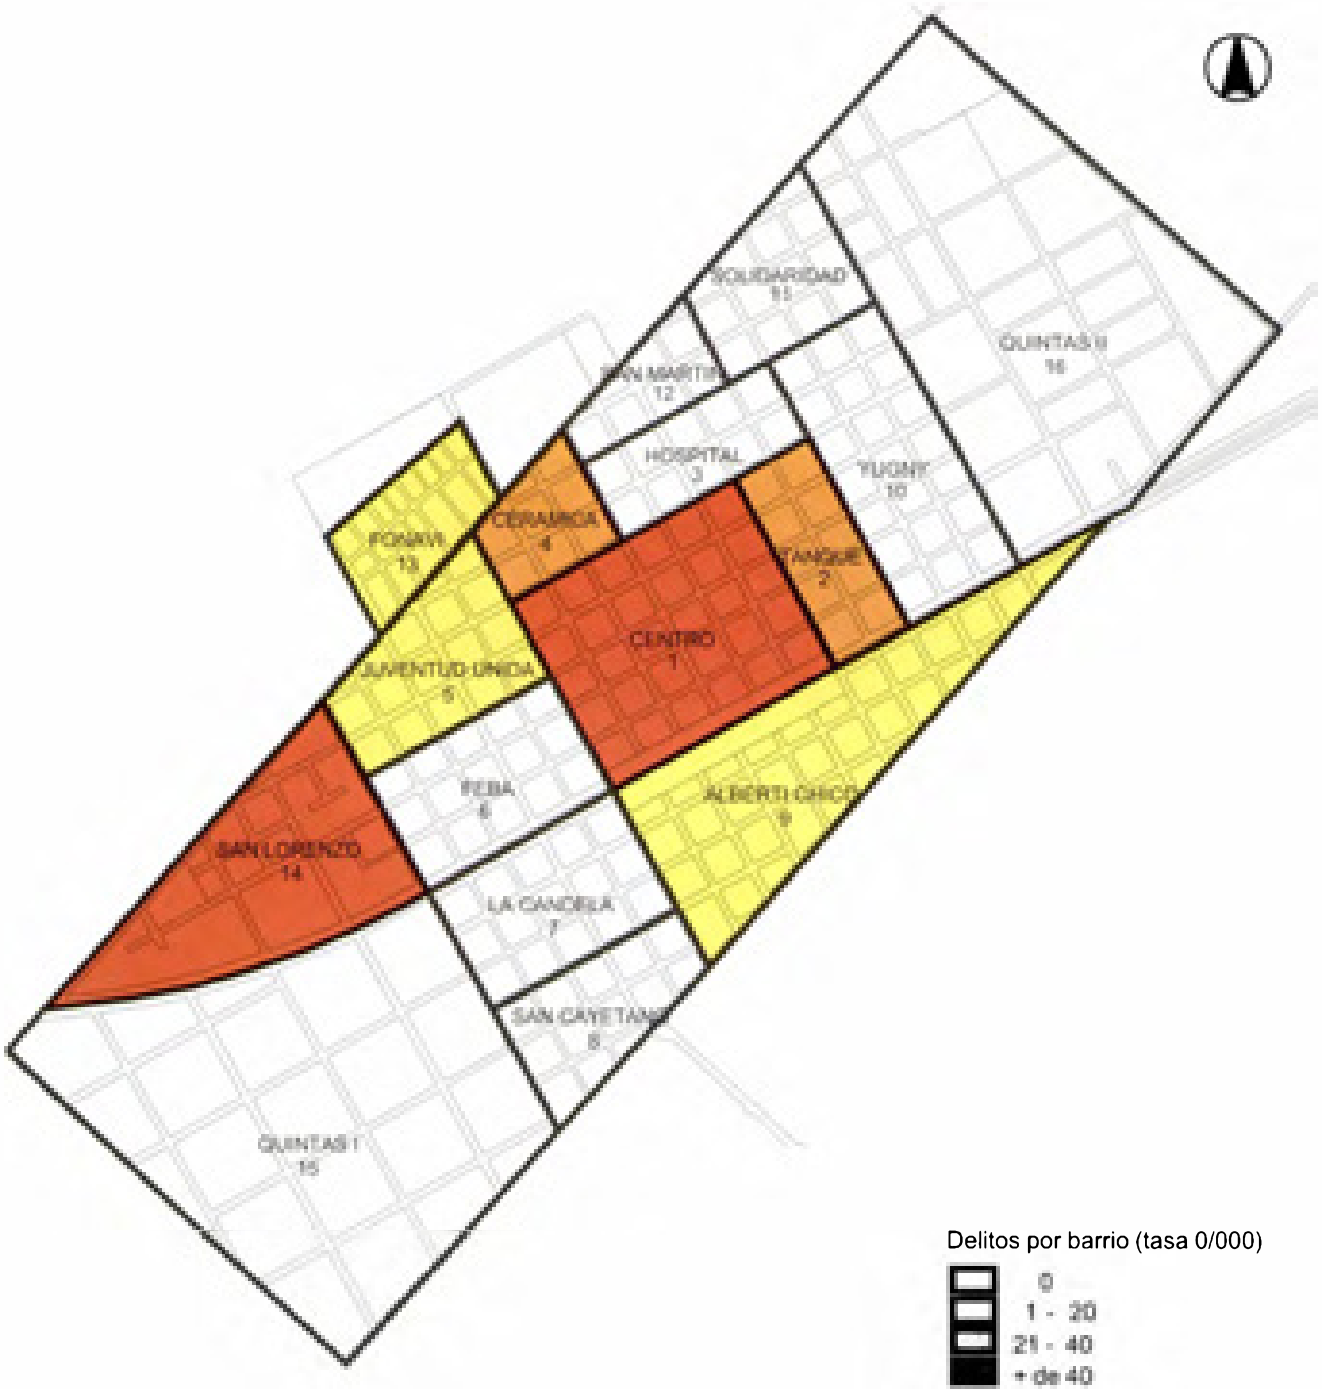 SOLIDARIDAD
11
QUINTAS II
16
SAN MARTIN
12
HOSPITAL
3
YUGNY
10
CERAMICA
4
FONAVI
13
TANQUE
2
CENTRO
1
JUVENTUD UNIDA
5
FEBA
6
ALBERTI CHICO
9
SAN LORENZO
14
LA CANDELA
7
SAN CAYETANO
8
QUINTAS I
15
Delitos por barrio (tasa 0/000)
0
1 - 20
21 - 40
+ de 40